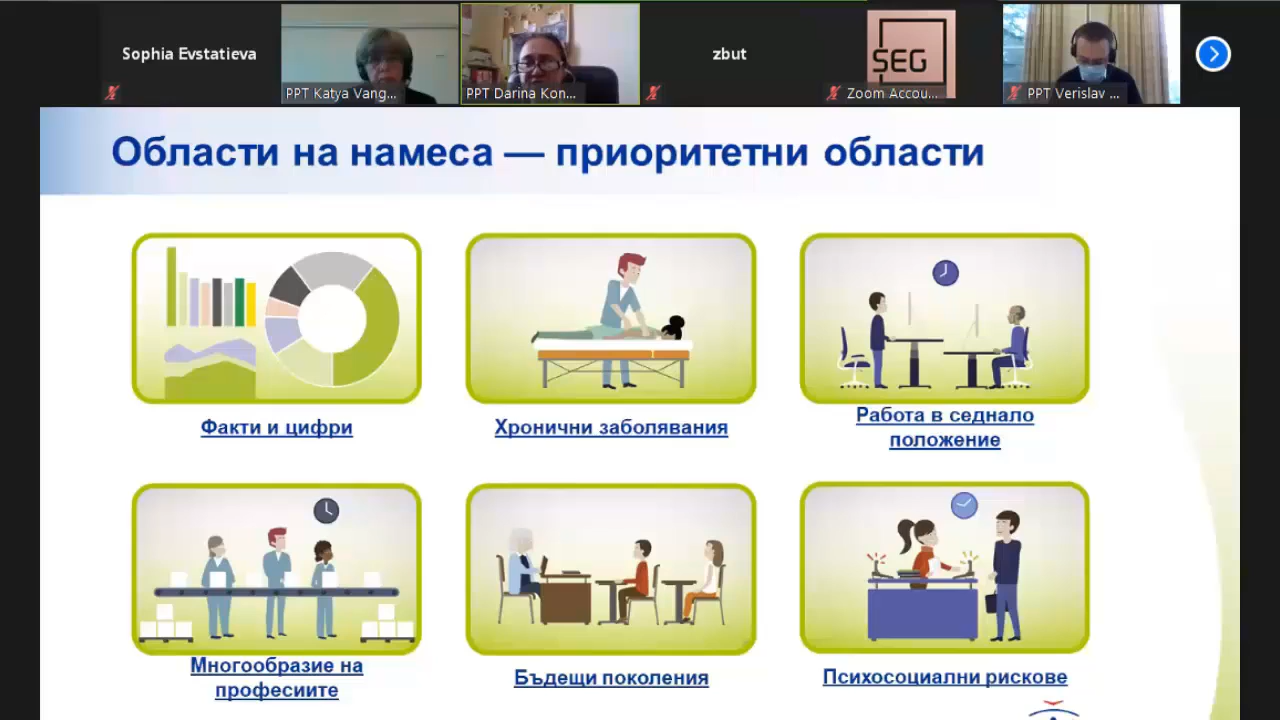 Sophia Evstatieva
PPT Katya Vang...
PPT Darina Kon...
zbut
SEG
Zoom Accou...
PPT Verislav ...
Области на намеса — приоритетни области
Факти и цифри
Хронични заболявания
Работа в седнало
положение
Многообразие на
професиите
Бъдещи поколения
Психосоциални рискове